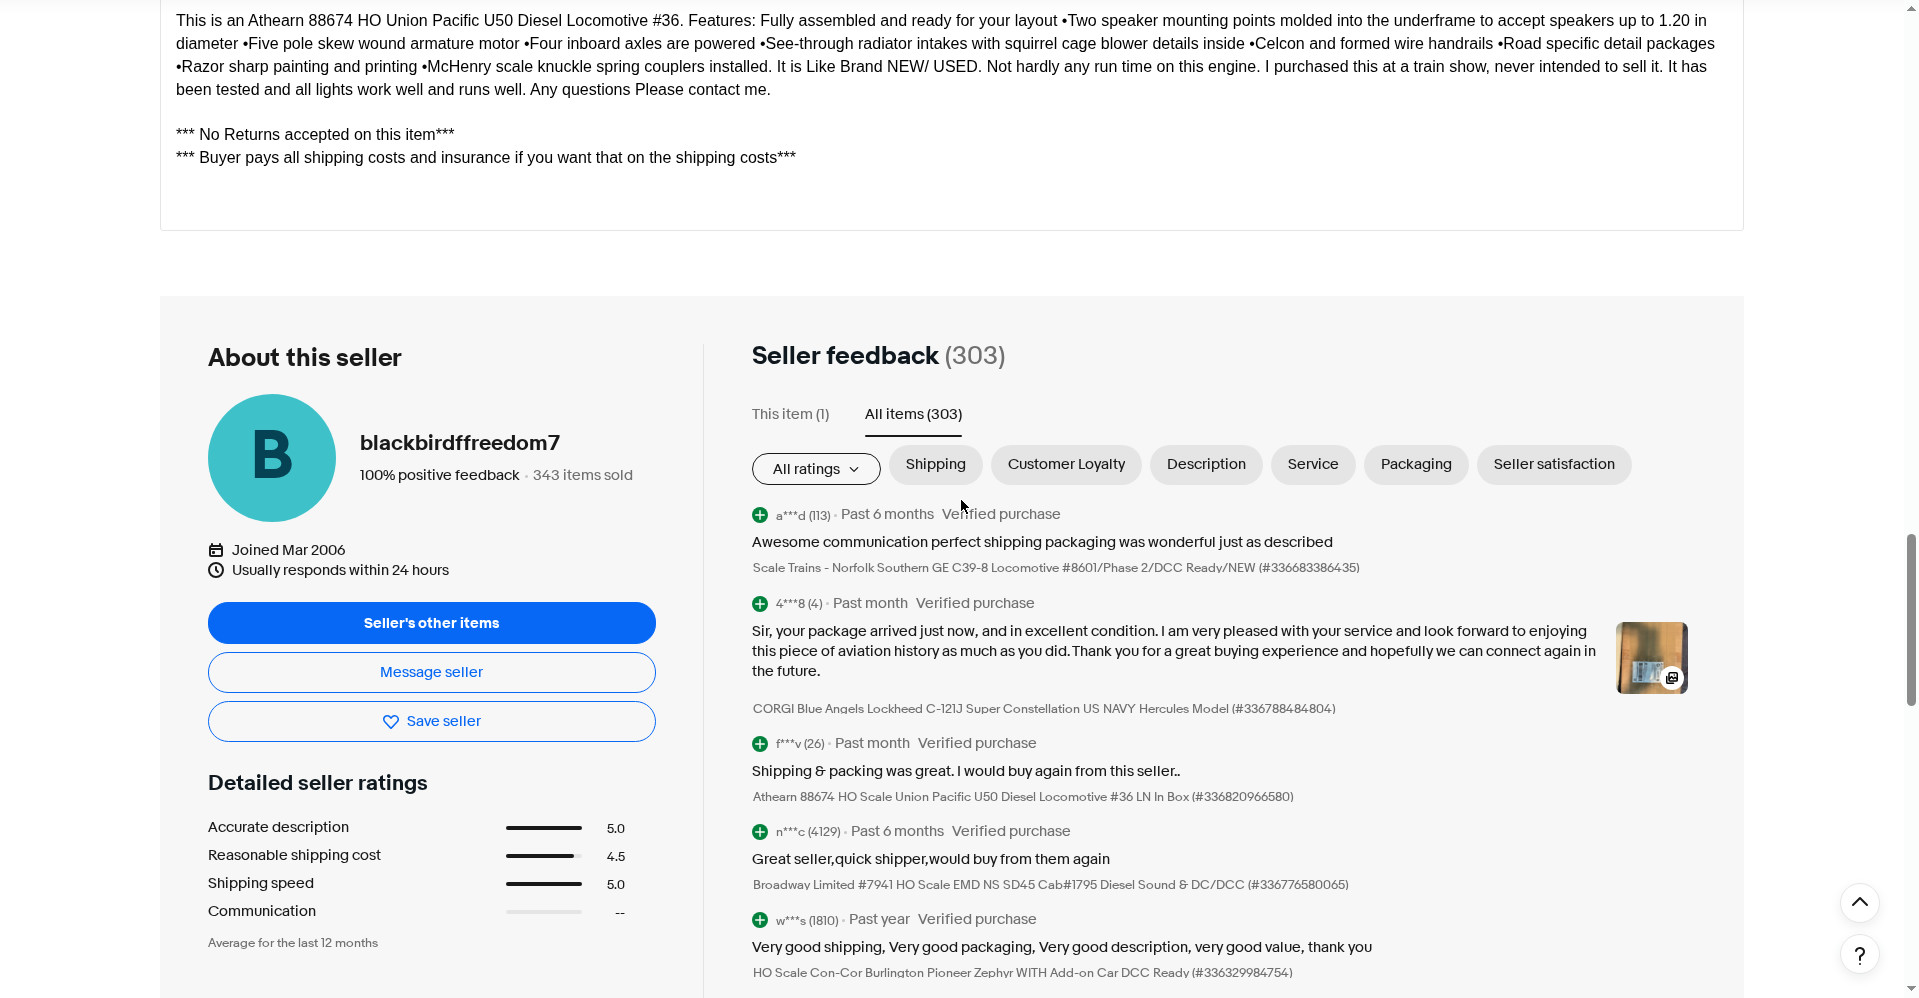 This is an Athearn 88674 HO Union Pacific U50 Diesel Locomotive #36. Features: Fully assembled and ready for your layout •Two speaker mounting points molded into the underframe to accept speakers up to 1.20 in
diameter •Five pole skew wound armature motor •Four inboard axles are powered •See-through radiator intakes with squirrel cage blower details inside •Celcon and formed wire handrails •Road specific detail packages
•Razor sharp painting and printing •McHenry scale knuckle spring couplers installed. It is Like Brand NEW/ USED. Not hardly any run time on this engine. I purchased this at a train show, never intended to sell it. It has
been tested and all lights work well and runs well. Any questions Please contact me.
*** No Returns accepted on this item***
*** Buyer pays all shipping costs and insurance if you want that on the shipping costs***
About this seller
B
blackbirdffreedom7
100% positive feedback · 343 items sold
Joined Mar 2006
Usually responds within 24 hours
Seller's other items
Message seller
Save seller
Detailed seller ratings
Accurate description 5.0
Reasonable shipping cost 4.5
Shipping speed 5.0
Communication --
Average for the last 12 months
Seller feedback (303)
This item (1) All items (303)
All ratings Shipping Customer Loyalty Description Service Packaging Seller satisfaction
a***d (113) · Past 6 months Verified purchase
Awesome communication perfect shipping packaging was wonderful just as described
Scale Trains - Norfolk Southern GE C39-8 Locomotive #8601/Phase 2/DCC Ready/NEW (#336683386435)
4***8 (4) · Past month Verified purchase
Sir, your package arrived just now, and in excellent condition. I am very pleased with your service and look forward to enjoying
this piece of aviation history as much as you did. Thank you for a great buying experience and hopefully we can connect again in
the future.
CORGI Blue Angels Lockheed C-121J Super Constellation US NAVY Hercules Model (#336788484804)
f***v (26) · Past month Verified purchase
Shipping & packing was great. I would buy again from this seller..
Athearn 88674 HO Scale Union Pacific U50 Diesel Locomotive #36 LN In Box (#336820966580)
n***c (4129) · Past 6 months Verified purchase
Great seller,quick shipper,would buy from them again
Broadway Limited #7941 HO Scale EMD NS SD45 Cab#1795 Diesel Sound & DC/DCC (#336776580065)
w***s (1810) · Past year Verified purchase
Very good shipping, Very good packaging, Very good description, very good value, thank you
HO Scale Con-Cor Burlington Pioneer Zephyr WITH Add-on Car DCC Ready (#336329984754)
?